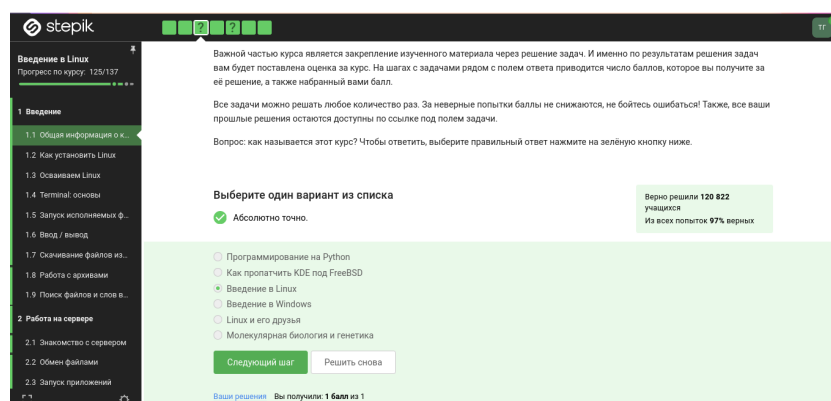 stepik
?
?
ТГ
Введение в Linux
Прогресс по курсу: 125/137
1 Введение
1.1 Общая информация о к...
1.2 Как установить Linux
1.3 Осваиваем Linux
1.4 Terminal: основы
1.5 Запуск исполняемых ф...
1.6 Ввод / вывод
1.7 Скачивание файлов из...
1.8 Работа с архивами
1.9 Поиск файлов и слов в...
2 Работа на сервере
2.1 Знакомство с сервером
2.2 Обмен файлами
2.3 Запуск приложений
Важной частью курса является закрепление изученного материала через решение задач. И именно по результатам решения задач
вам будет поставлена оценка за курс. На шагах с задачами рядом с полем ответа приводится число баллов, которое вы получите за
её решение, а также набранный вами балл.
Все задачи можно решать любое количество раз. За неверные попытки баллы не снижаются, не бойтесь ошибаться! Также, все ваши
прошлые решения остаются доступны по ссылке под полем задачи.
Вопрос: как называется этот курс? Чтобы ответить, выберите правильный ответ нажмите на зелёную кнопку ниже.
Выберите один вариант из списка
Абсолютно точно.
Верно решили 120 822
учащихся
Из всех попыток 97% верных
Программирование на Python
Как пропатчить KDE под FreeBSD
Введение в Linux
Введение в Windows
Linux и его друзья
Молекулярная биология и генетика
Следующий шаг
Решить снова
Ваши решения Вы получили: 1 балл из 1